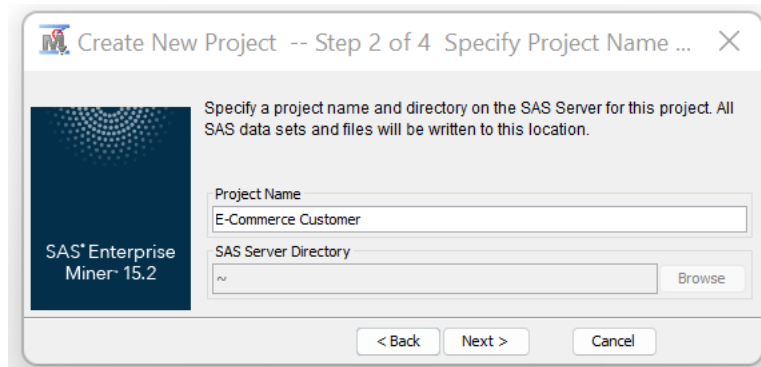 Create New Project -- Step 2 of 4 Specify Project Name ...
Specify a project name and directory on the SAS Server for this project. All
SAS data sets and files will be written to this location.
Project Name
E-Commerce Customer
SAS Server Directory
~
Browse
SAS® Enterprise
Miner™ 15.2
< Back
Next >
Cancel